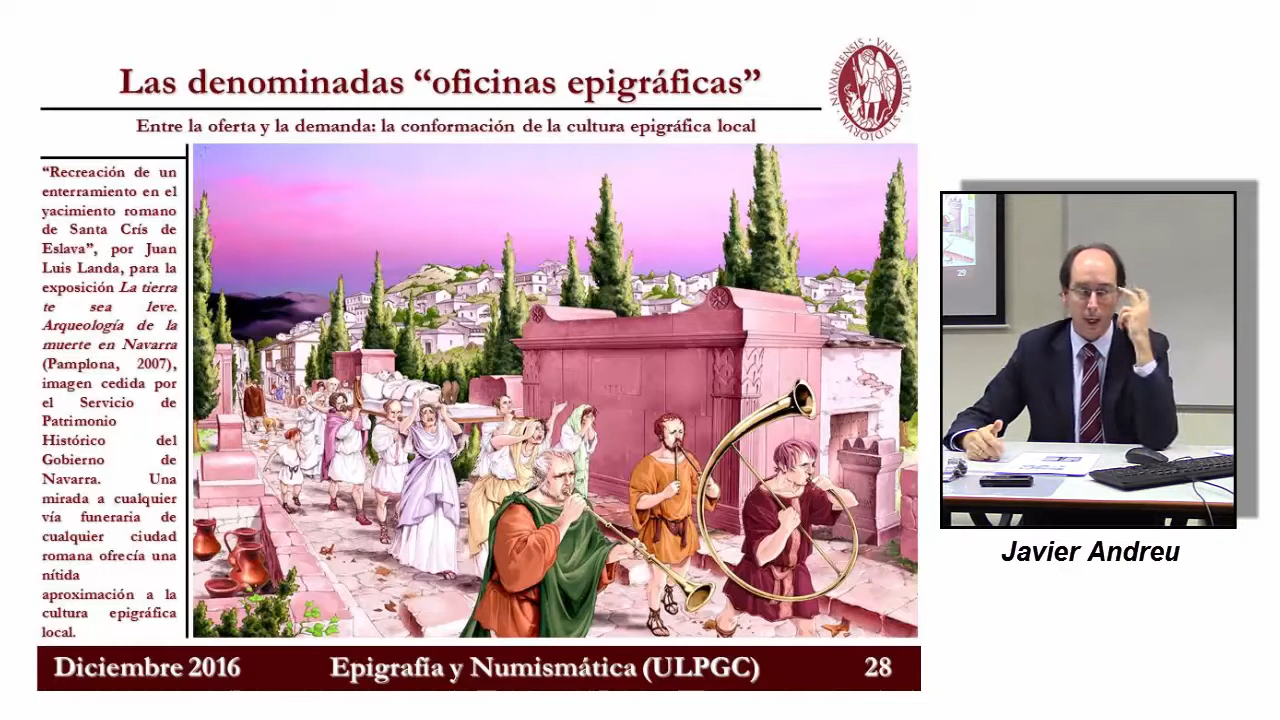 Las denominadas “oficinas epigráficas”
Entre la oferta y la demanda: la conformación de la cultura epigráfica local
NAVARRENSIS · VNIVERSITAS · STVDIORVM
“Recreación de un
enterramiento en el
yacimiento romano
de Santa Crís de
Eslava”, por Juan
Luis Landa, para la
exposición La tierra
te sea leve.
Arqueología de la
muerte en Navarra
(Pamplona, 2007),
imagen cedida por
el Servicio de
Patrimonio
Histórico del
Gobierno de
Navarra. Una
mirada a cualquier
vía funeraria de
cualquier ciudad
romana ofrecía una
nítida
aproximación a la
cultura epigráfica
local.
29
Javier Andreu
Diciembre 2016 Epigrafía y Numismática (ULPGC) 28